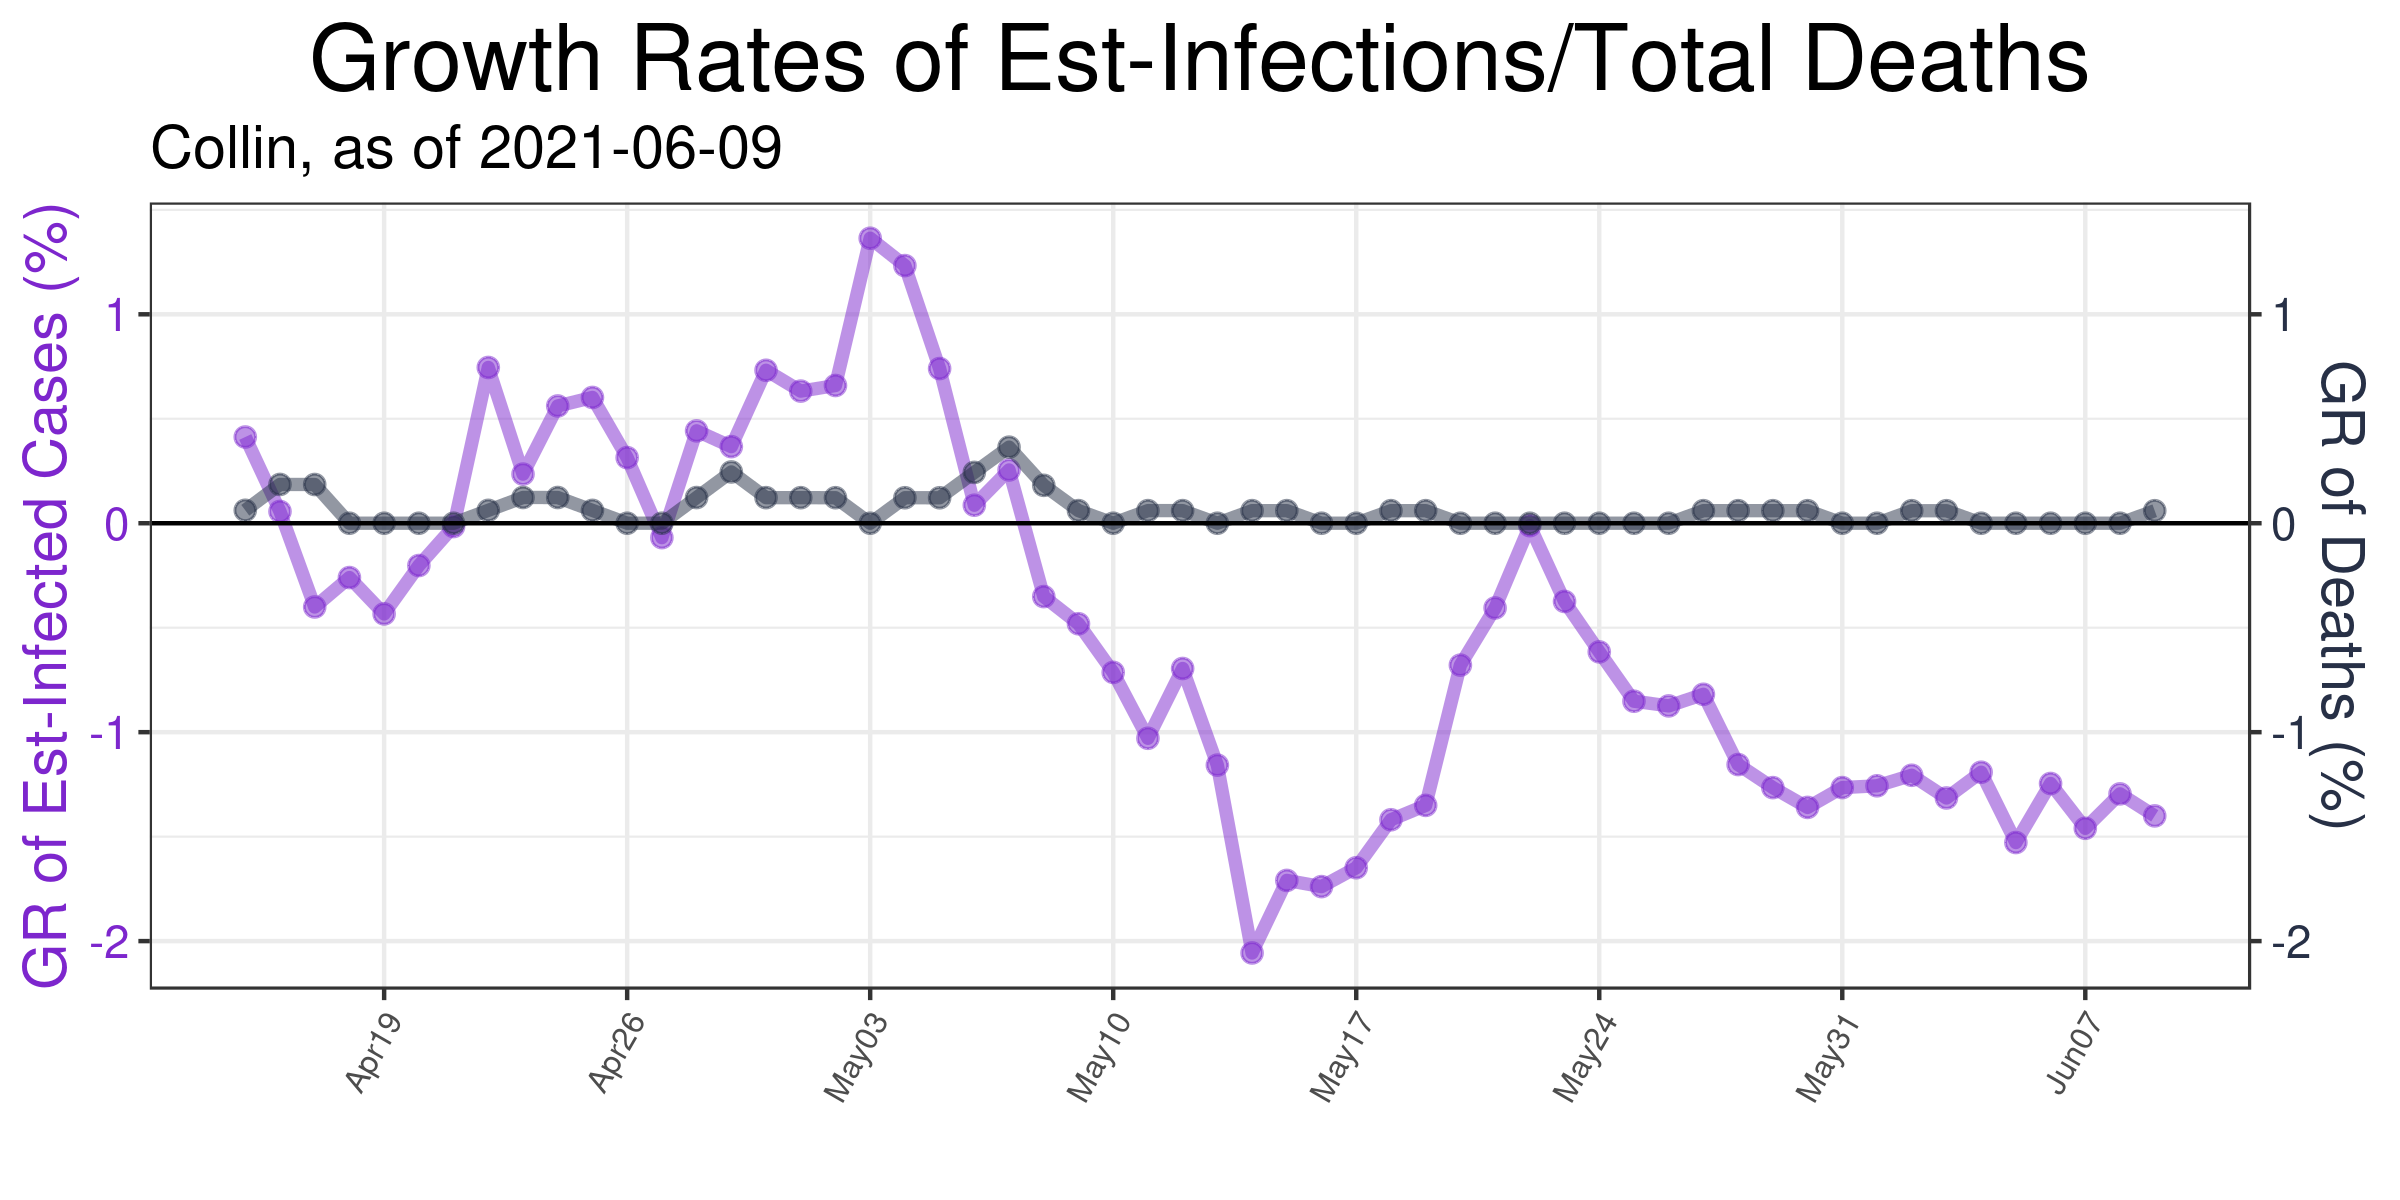 Growth Rates of Est-Infections/Total Deaths
Collin, as of 2021-06-09
GR of Est-Infected Cases (%)
1
0
-1
-2
1
0
-1
-2
GR of Deaths (%)
Apr19
Apr26
May03
May10
May17
May24
May31
Jun07